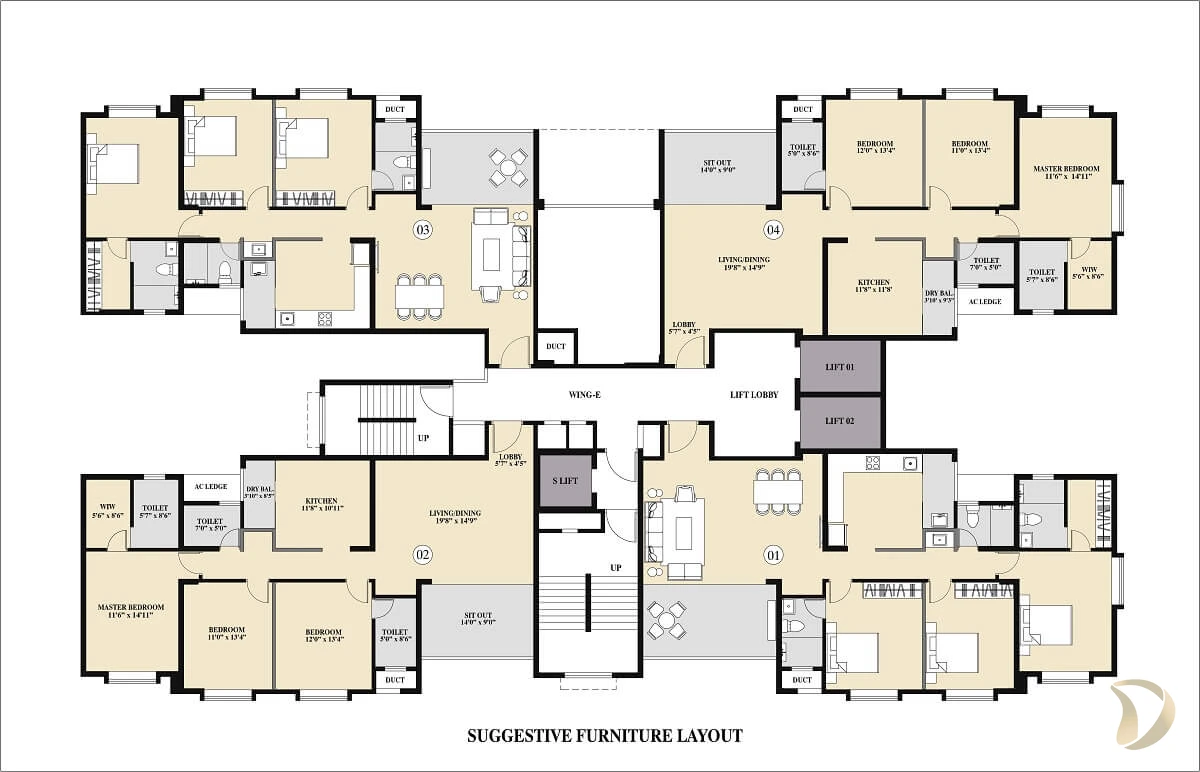 DUCT
DUCT
SIT OUT
14'0" x 9'0"
TOILET
5'0" x 8'6"
BEDROOM
12'0" x 13'4"
BEDROOM
11'0" x 13'4"
MASTER BEDROOM
11'6" x 14'11"
03
04
LIVING/DINING
19'8" x 14'9"
KITCHEN
11'8" x 11'8'
DRY BAL.
3'10' x 9'3"
TOILET
7'0" x 5'0"
AC LEDGE
TOILET
5'7" x 8'6"
WIW
5'6" x 8'6"
LOBBY
5'7" x 4'5"
DUCT
WING-E
LIFT LOBBY
LIFT 01
LIFT 02
UP
LOBBY
5'7" x 4'5"
S LIFT
WIW
5'6" x 8'6"
TOILET
5'7" x 8'6"
AC LEDGE
TOILET
7'0" x 5'0"
DRY BAL.
3'10" x 8'5"
KITCHEN
11'8" x 10'11"
LIVING/DINING
19'8" x 14'9"
02
01
UP
MASTER BEDROOM
11'6" x 14'11"
BEDROOM
11'0" x 13'4"
BEDROOM
12'0" x 13'4"
TOILET
5'0" x 8'6"
SIT OUT
14'0" x 9'0"
DUCT
DUCT
SUGGESTIVE FURNITURE LAYOUT